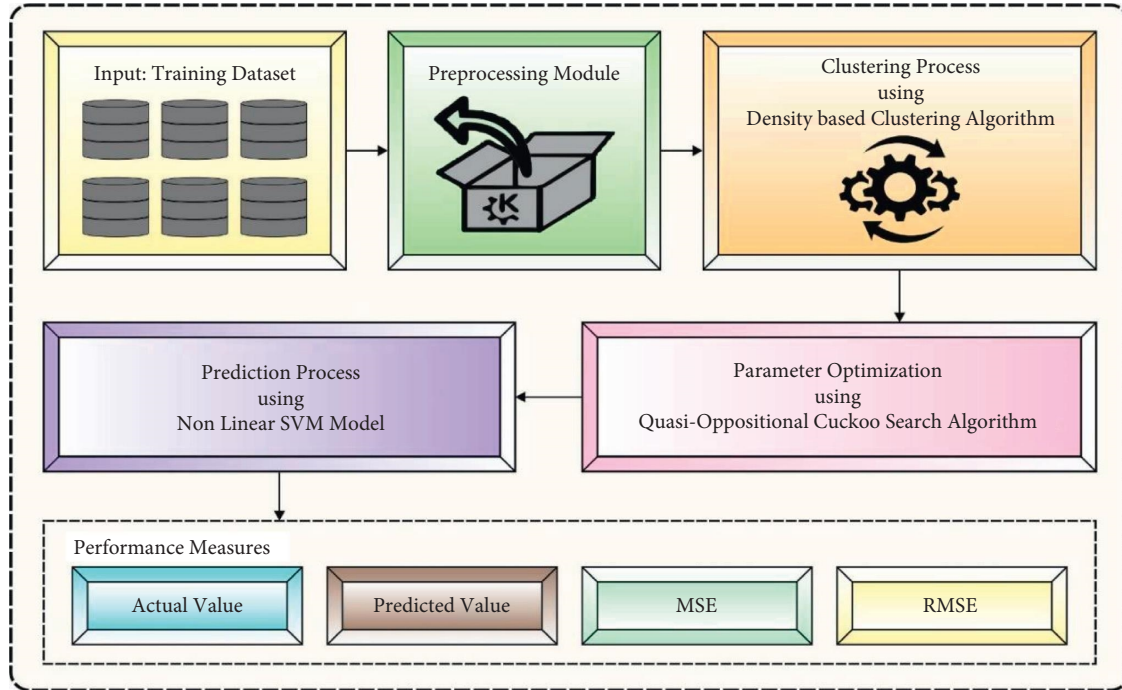 Input: Training Dataset
Preprocessing Module
K
Clustering Process
using
Density based Clustering Algorithm
Prediction Process
using
Non Linear SVM Model
Parameter Optimization
using
Quasi-Oppositional Cuckoo Search Algorithm
Performance Measures
Actual Value
Predicted Value
MSE
RMSE